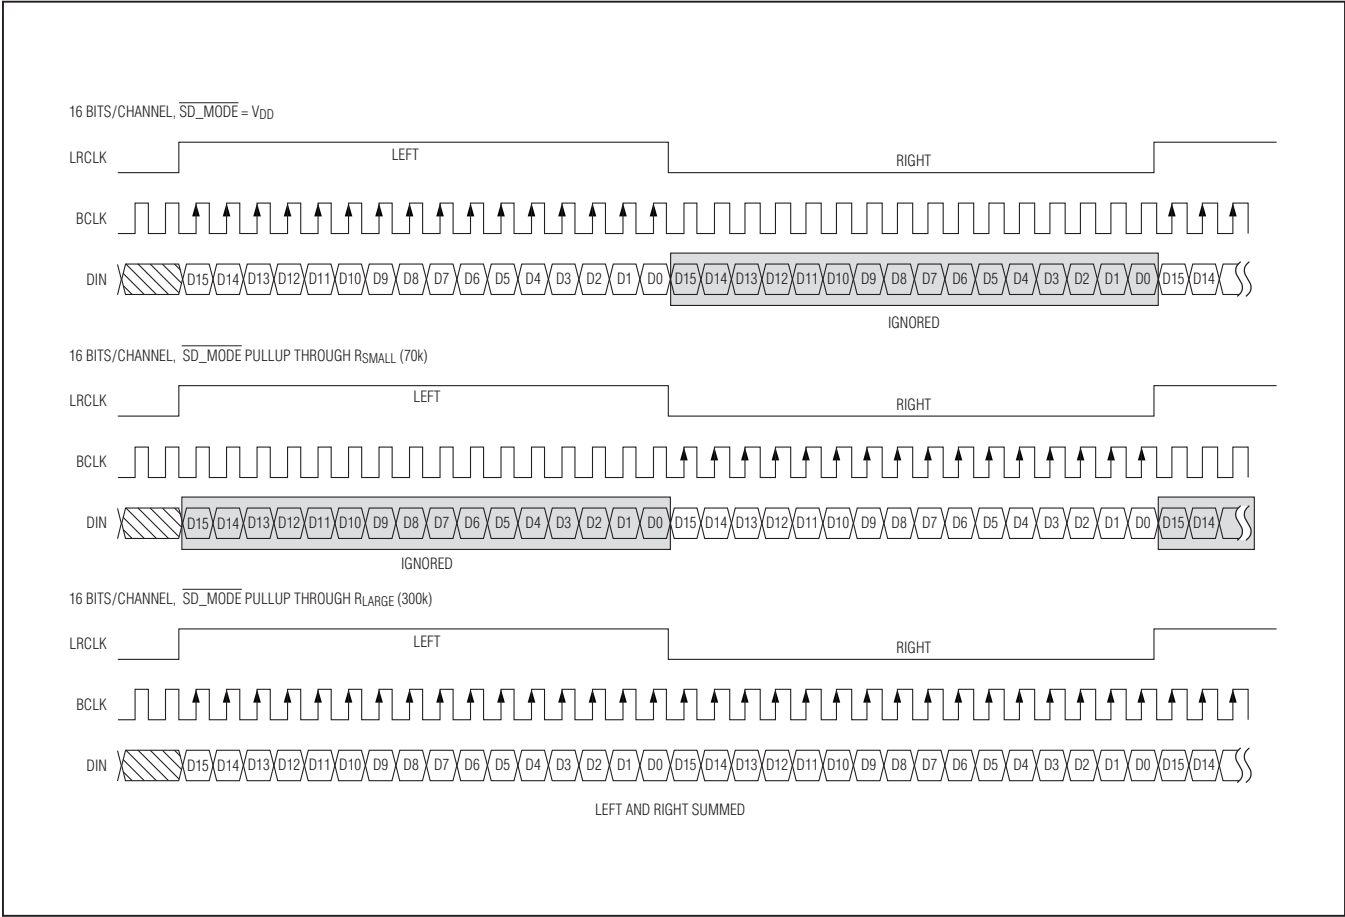 16 BITS/CHANNEL, SD_MODE = VDD
LRCLK LEFT RIGHT
BCLK
DIN D15 D14 D13 D12 D11 D10 D9 D8 D7 D6 D5 D4 D3 D2 D1 D0 D15 D14 D13 D12 D11 D10 D9 D8 D7 D6 D5 D4 D3 D2 D1 D0 D15 D14
IGNORED
16 BITS/CHANNEL, SD_MODE PULLUP THROUGH RSMALL (70k)
LRCLK LEFT RIGHT
BCLK
DIN D15 D14 D13 D12 D11 D10 D9 D8 D7 D6 D5 D4 D3 D2 D1 D0 D15 D14 D13 D12 D11 D10 D9 D8 D7 D6 D5 D4 D3 D2 D1 D0 D15 D14
IGNORED
16 BITS/CHANNEL, SD_MODE PULLUP THROUGH RLARGE (300k)
LRCLK LEFT RIGHT
BCLK
DIN D15 D14 D13 D12 D11 D10 D9 D8 D7 D6 D5 D4 D3 D2 D1 D0 D15 D14 D13 D12 D11 D10 D9 D8 D7 D6 D5 D4 D3 D2 D1 D0 D15 D14
LEFT AND RIGHT SUMMED